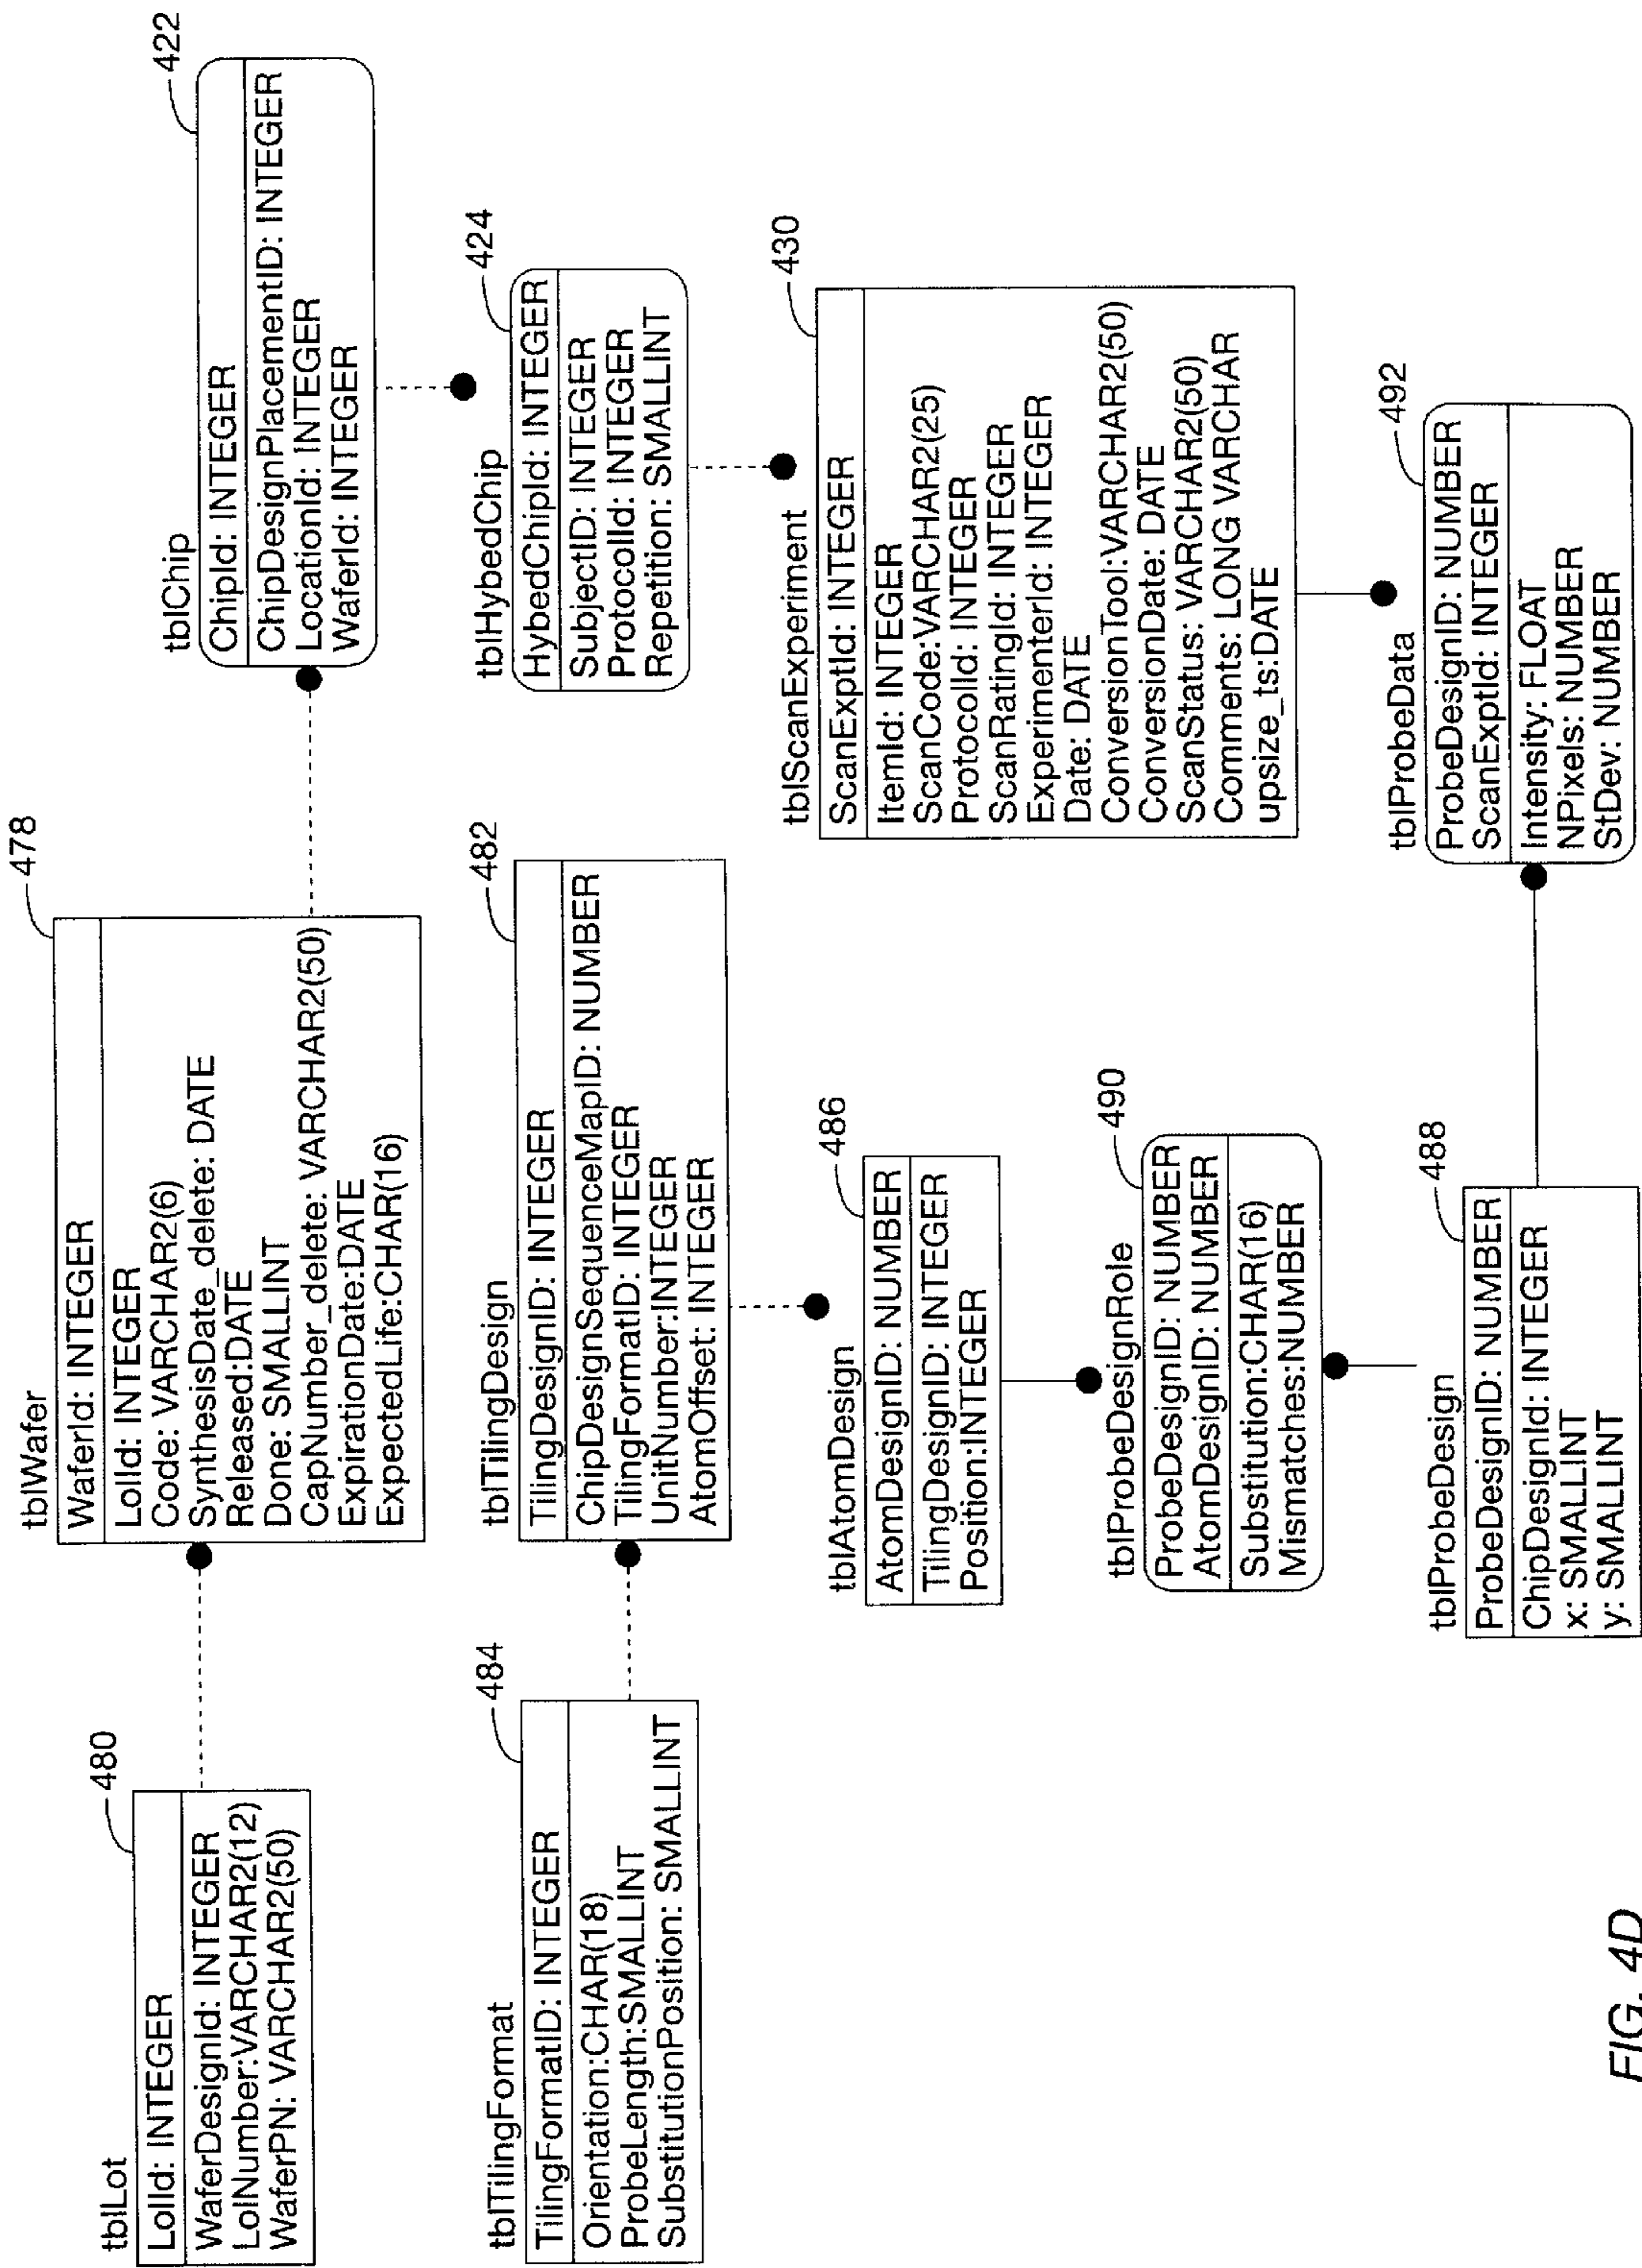 tblLot
480
LolId: INTEGER
WaferDesignId: INTEGER
LolNumber:VARCHAR2(12)
WaferPN: VARCHAR2(50)
tblWafer
478
WaferId: INTEGER
LolId: INTEGER
Code: VARCHAR2(6)
SynthesisDate_delete: DATE
Released:DATE
Done: SMALLINT
CapNumber_delete: VARCHAR2(50)
ExpirationDate:DATE
ExpectedLife:CHAR(16)
tblChip
422
ChipId: INTEGER
ChipDesignPlacementID: INTEGER
LocationId: INTEGER
WaferId: INTEGER
tblHybedChip
424
HybedChipId: INTEGER
SubjectID: INTEGER
ProtocolId: INTEGER
Repetition: SMALLINT
tblTilingFormat
484
TilingFormatID: INTEGER
Orientation:CHAR(18)
ProbeLength:SMALLINT
SubstitutionPosition: SMALLINT
tblTilingDesign
482
TilingDesignID: INTEGER
ChipDesignSequenceMapID: NUMBER
TilingFormatID: INTEGER
UnitNumber:INTEGER
AtomOffset: INTEGER
tblScanExperiment
430
ScanExptId: INTEGER
ItemId: INTEGER
ScanCode:VARCHAR2(25)
ProtocolId: INTEGER
ScanRatingId: INTEGER
ExperimenterId: INTEGER
Date: DATE
ConversionTool:VARCHAR2(50)
ConversionDate: DATE
ScanStatus: VARCHAR2(50)
Comments: LONG VARCHAR
upsize_ts:DATE
tblAtomDesign
486
AtomDesignID: NUMBER
TilingDesignID: INTEGER
Position:INTEGER
tblProbeDesignRole
490
ProbeDesignID: NUMBER
AtomDesignID: NUMBER
Substitution:CHAR(16)
Mismatches:NUMBER
tblProbeDesign
488
ProbeDesignID: NUMBER
ChipDesignId: INTEGER
x: SMALLINT
y: SMALLINT
tblProbeData
492
ProbeDesignID: NUMBER
ScanExptId: INTEGER
Intensity: FLOAT
NPixels: NUMBER
StDev: NUMBER
FIG. 4D